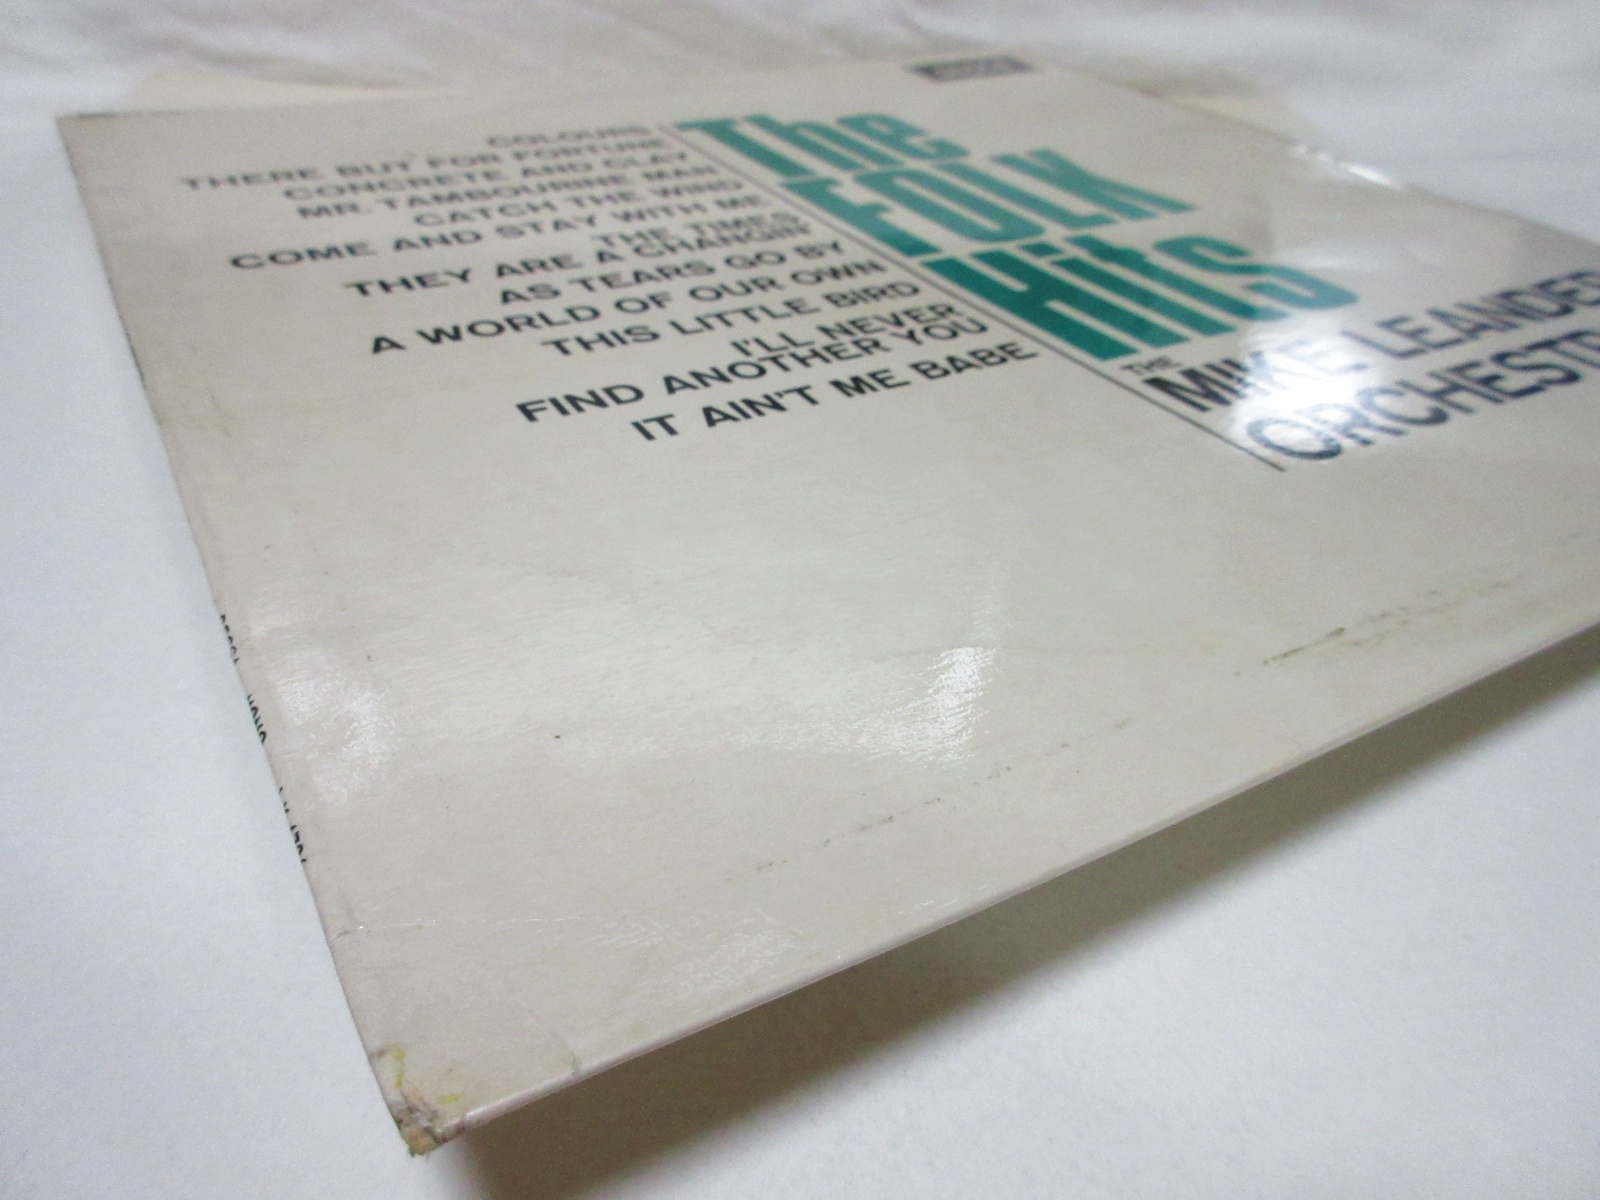 COLOURS
THERE BUT FOR FORTUNE
CONCRETE AND CLAY
MR. TAMBOURINE MAN
CATCH THE WIND
COME AND STAY WITH ME
THE TIMES
THEY ARE A CHANGIN'
AS TEARS GO BY
A WORLD OF OUR OWN
THIS LITTLE BIRD
I'LL NEVER
FIND ANOTHER YOU
IT AIN'T ME BABE
The
FOLK
Hits
THE
MIKE LEANDER
ORCHESTR